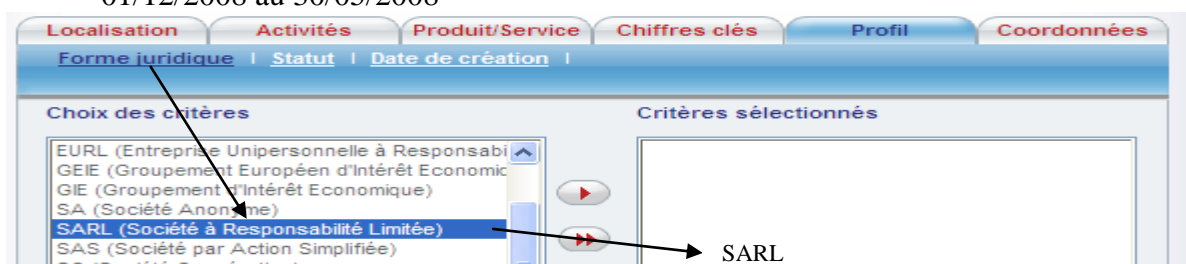 01/12/2008 au 30/05/2008
Localisation Activités Produit/Service Chiffres clés Profil Coordonnées
Forme juridique | Statut | Date de création |
Choix des critères Critères sélectionnés
EURL (Entreprise Unipersonnelle à Responsabi
GEIE (Groupement Européen d'Intérêt Economic
GIE (Groupement d'Intérêt Economique)
SA (Société Anonyme)
SARL (Société à Responsabilité Limitée)
SAS (Société par Action Simplifiée)
SARL